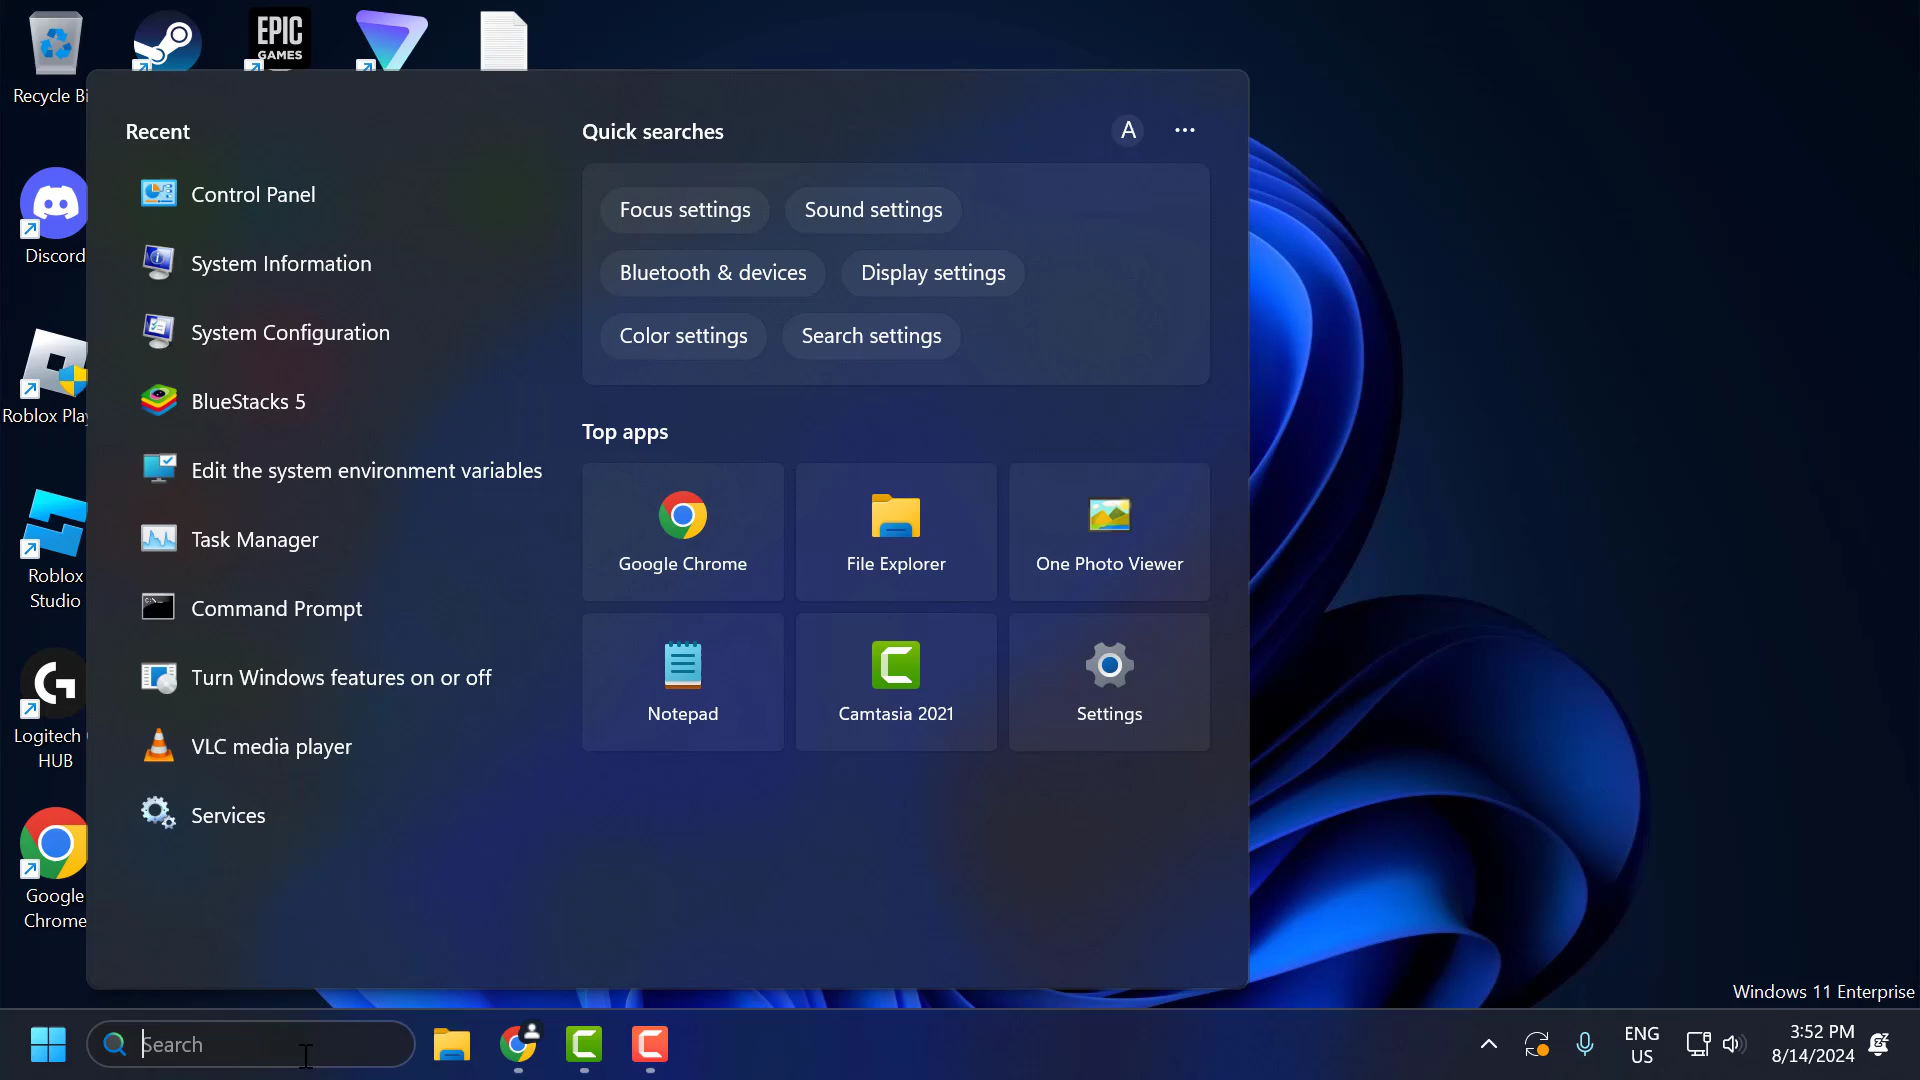 EPIC
GAMES
Recycle Bi
Discord
Roblox Play
Roblox
Studio
Logitech
HUB
Google
Chrome
Recent
Control Panel
System Information
System Configuration
BlueStacks 5
Edit the system environment variables
Task Manager
Command Prompt
Turn Windows features on or off
VLC media player
Services
Quick searches
A
Focus settings
Sound settings
Bluetooth & devices
Display settings
Color settings
Search settings
Top apps
Google Chrome
File Explorer
One Photo Viewer
Notepad
Camtasia 2021
Settings
Windows 11 Enterprise
Search
ENG
US
3:52 PM
8/14/2024